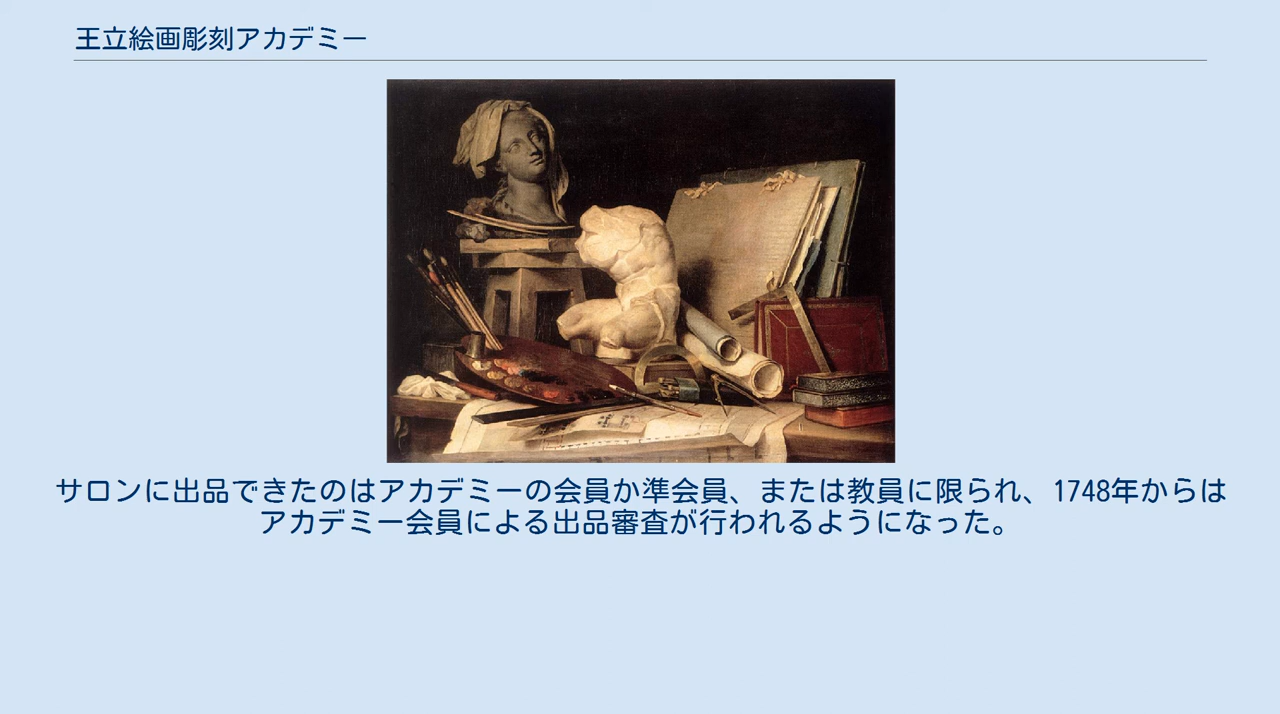 王立絵画彫刻アカデミー
サロンに出品できたのはアカデミーの会員か準会員、または教員に限られ、1748年からは
アカデミー会員による出品審査が行われるようになった。